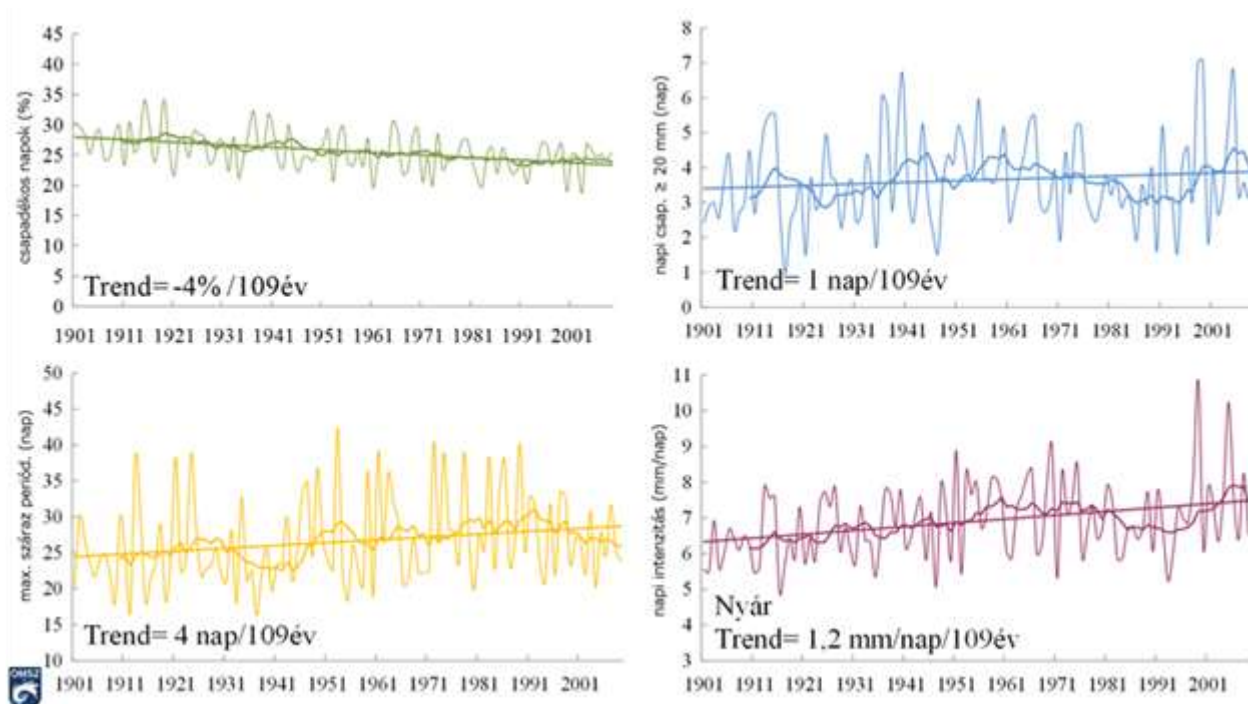 csapadékos napok (%)
45
40
35
30
25
20
15
10
5
0
Trend= -4% /109év
1901 1911 1921 1931 1941 1951 1961 1971 1981 1991 2001
napi csap. ≥ 20 mm (nap)
8
7
6
5
4
3
2
1
0
Trend= 1 nap/109év
1901 1911 1921 1931 1941 1951 1961 1971 1981 1991 2001
max. száraz periód. (nap)
50
45
40
35
30
25
20
15
10
Trend= 4 nap/109év
1901 1911 1921 1931 1941 1951 1961 1971 1981 1991 2001
OMSZ
napi intenzitás (mm/nap)
11
10
9
8
7
6
5
4
3
Nyár
Trend= 1,2 mm/nap/109év
1901 1911 1921 1931 1941 1951 1961 1971 1981 1991 2001